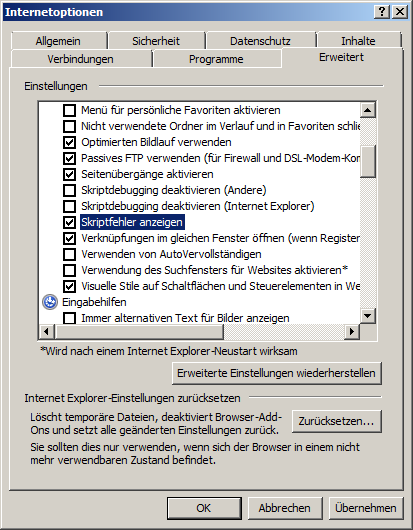 Internetoptionen
Allgemein Sicherheit Datenschutz Inhalte
Verbindungen Programme Erweitert
Einstellungen
Menü für persönliche Favoriten aktivieren
Nicht verwendete Ordner im Verlauf und in Favoriten schlie
Optimierten Bildlauf verwenden
Passives FTP verwenden (für Firewall und DSL-Modem-Kor
Seitenübergänge aktivieren
Skriptdebugging deaktivieren (Andere)
Skriptdebugging deaktivieren (Internet Explorer)
Skriptfehler anzeigen
Verknüpfungen im gleichen Fenster öffnen (wenn Register
Verwenden von AutoVervollständigen
Verwendung des Suchfensters für Websites aktivieren*
Visuelle Stile auf Schaltflächen und Steuerelementen in We
Eingabehilfen
Immer alternativen Text für Bilder anzeigen
*Wird nach einem Internet Explorer-Neustart wirksam
Erweiterte Einstellungen wiederherstellen
Internet Explorer-Einstellungen zurücksetzen
Löscht temporäre Dateien, deaktiviert Browser-Add-
Ons und setzt alle geänderten Einstellungen zurück.
Zurücksetzen...
Sie sollten dies nur verwenden, wenn sich der Browser in einem nicht
mehr verwendbaren Zustand befindet.
OK Abbrechen Übernehmen